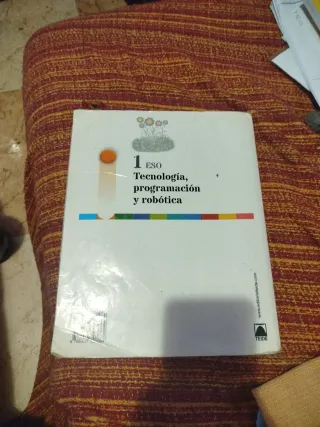 1 ESO
Tecnología,
programación
y robótica
TEIDE